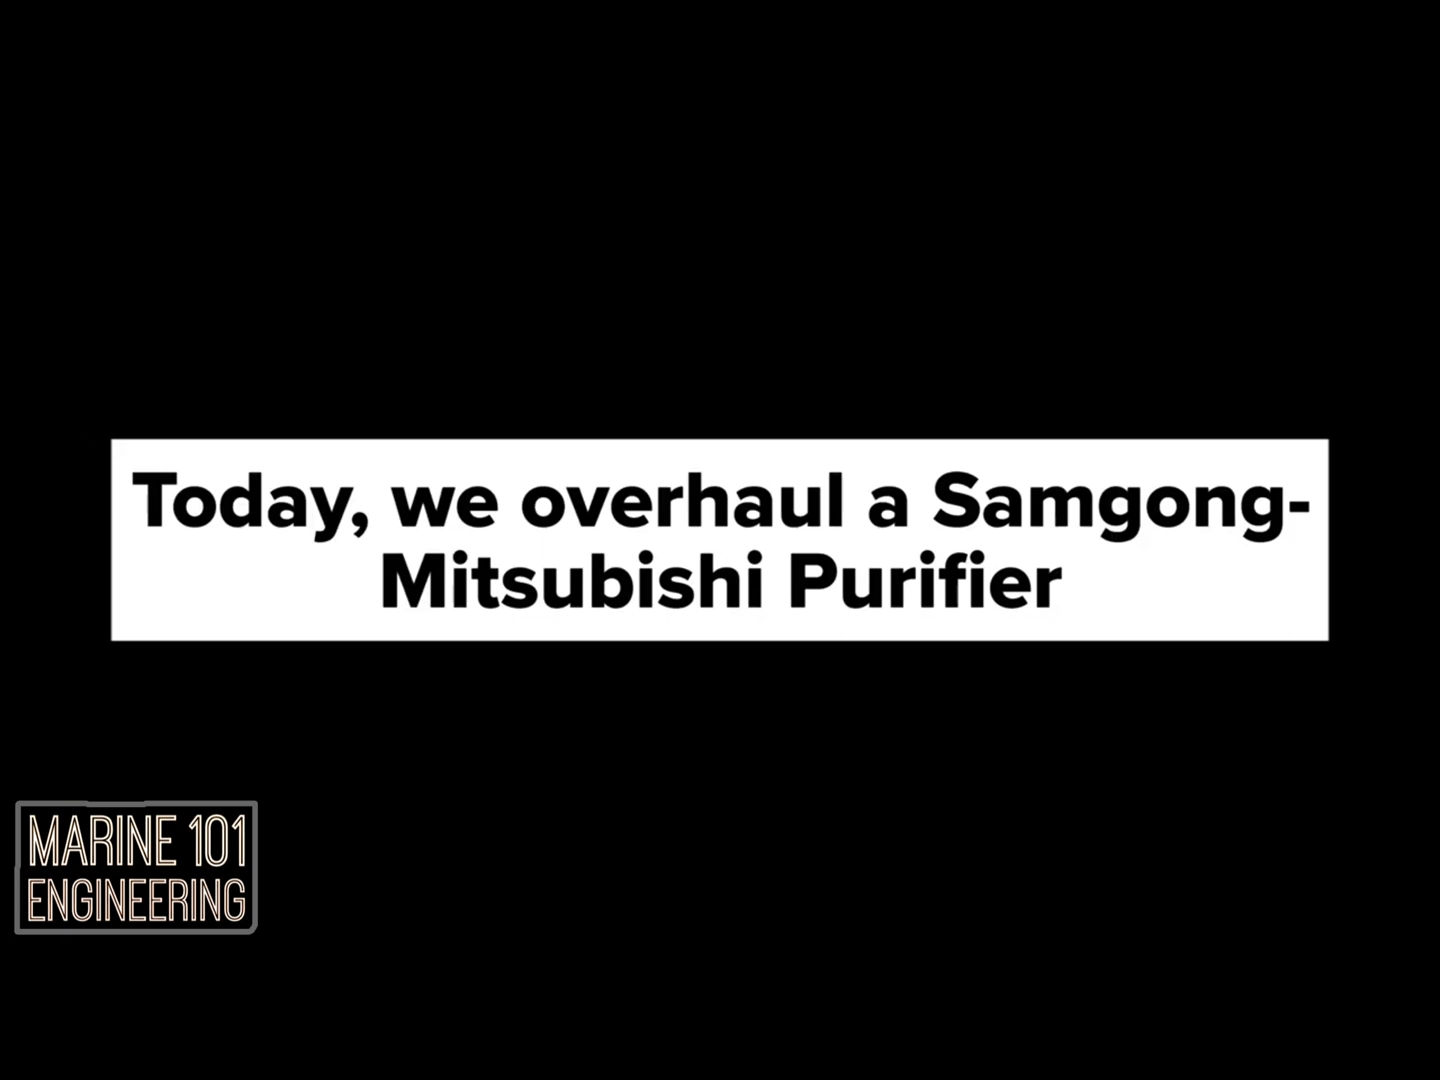 Today, we overhaul a Samgong-
Mitsubishi Purifier
MARINE 101
ENGINEERING